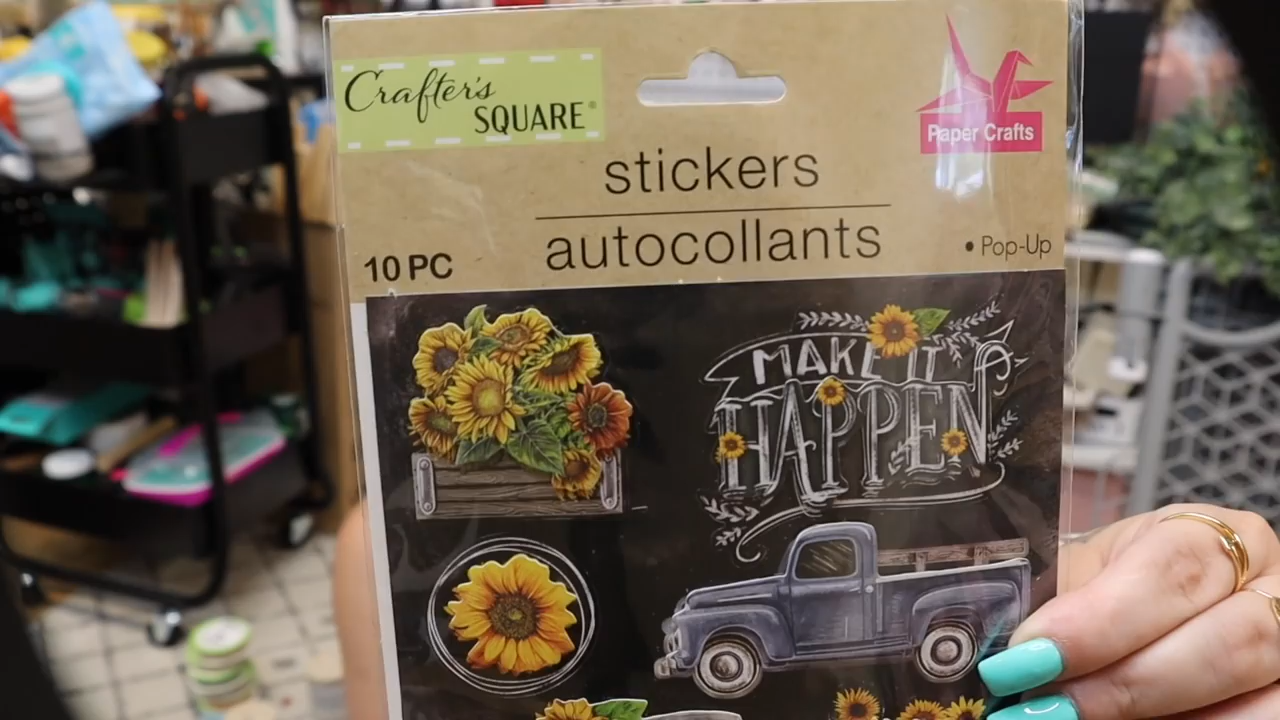 Crafter's
SQUARE®
Paper Crafts
stickers
autocollants
10 PC
• Pop-Up
MAKE IT
HAPPEN